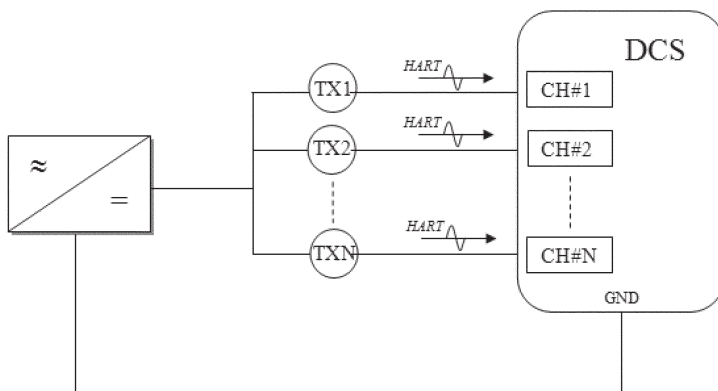 DCS
HART
TX1
CH#1
HART
TX2
CH#2
≈
=
HART
TXN
CH#N
GND